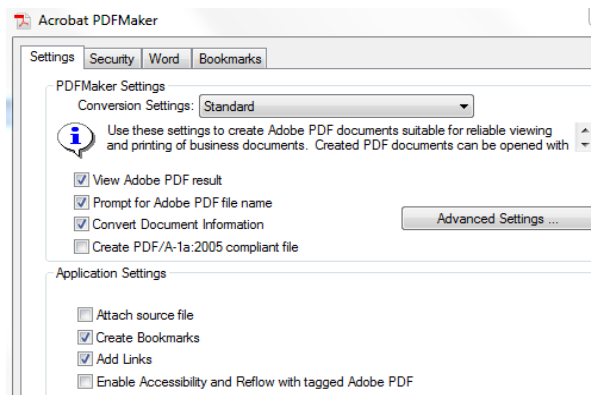 Acrobat PDFMaker
Settings Security Word Bookmarks
PDFMaker Settings
Conversion Settings: Standard
Use these settings to create Adobe PDF documents suitable for reliable viewing
and printing of business documents. Created PDF documents can be opened with
View Adobe PDF result
Prompt for Adobe PDF file name
Convert Document Information
Advanced Settings ...
Create PDF/A-1a:2005 compliant file
Application Settings
Attach source file
Create Bookmarks
Add Links
Enable Accessibility and Reflow with tagged Adobe PDF